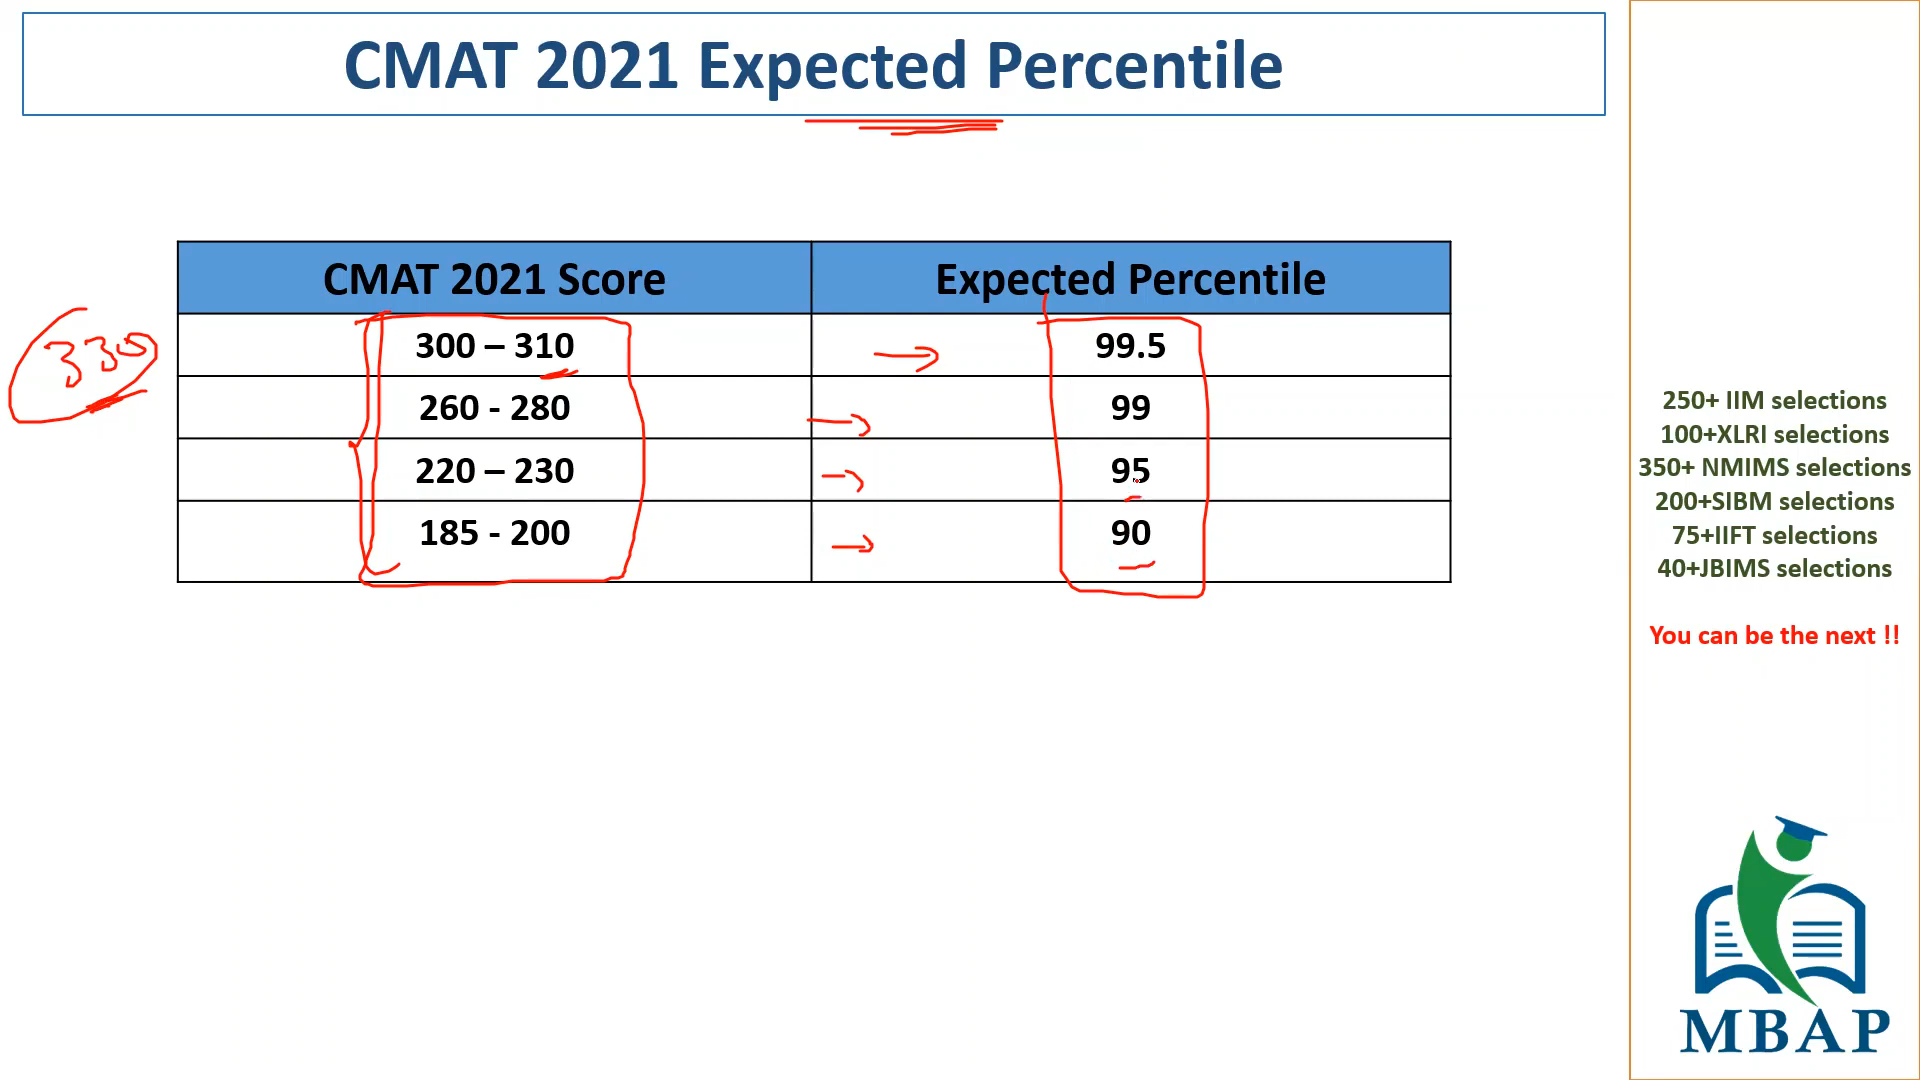 CMAT 2021 Expected Percentile
CMAT 2021 Score Expected Percentile
330
300 – 310 99.5
260 - 280 99
220 – 230 95
185 - 200 90
250+ IIM selections
100+XLRI selections
350+ NMIMS selections
200+SIBM selections
75+IIFT selections
40+JBIMS selections
You can be the next !!
MBAP